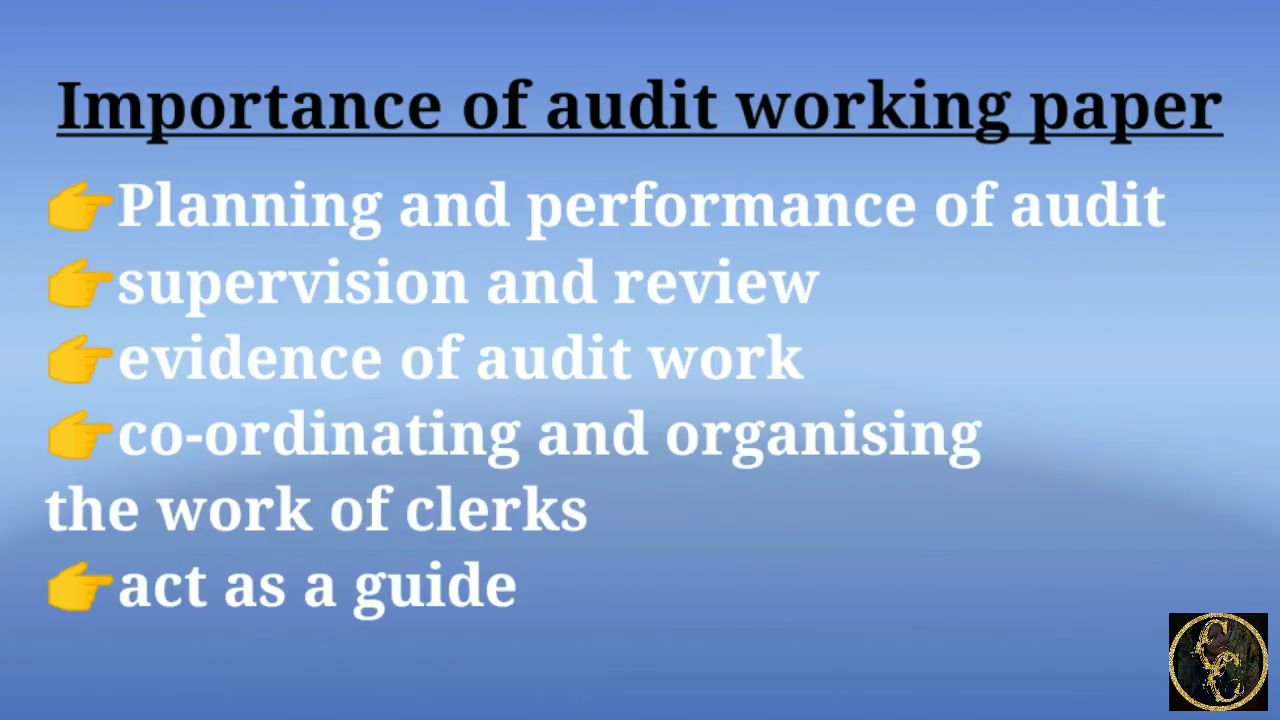 Importance of audit working paper
👉Planning and performance of audit
👉supervision and review
👉evidence of audit work
👉co-ordinating and organising
the work of clerks
👉act as a guide